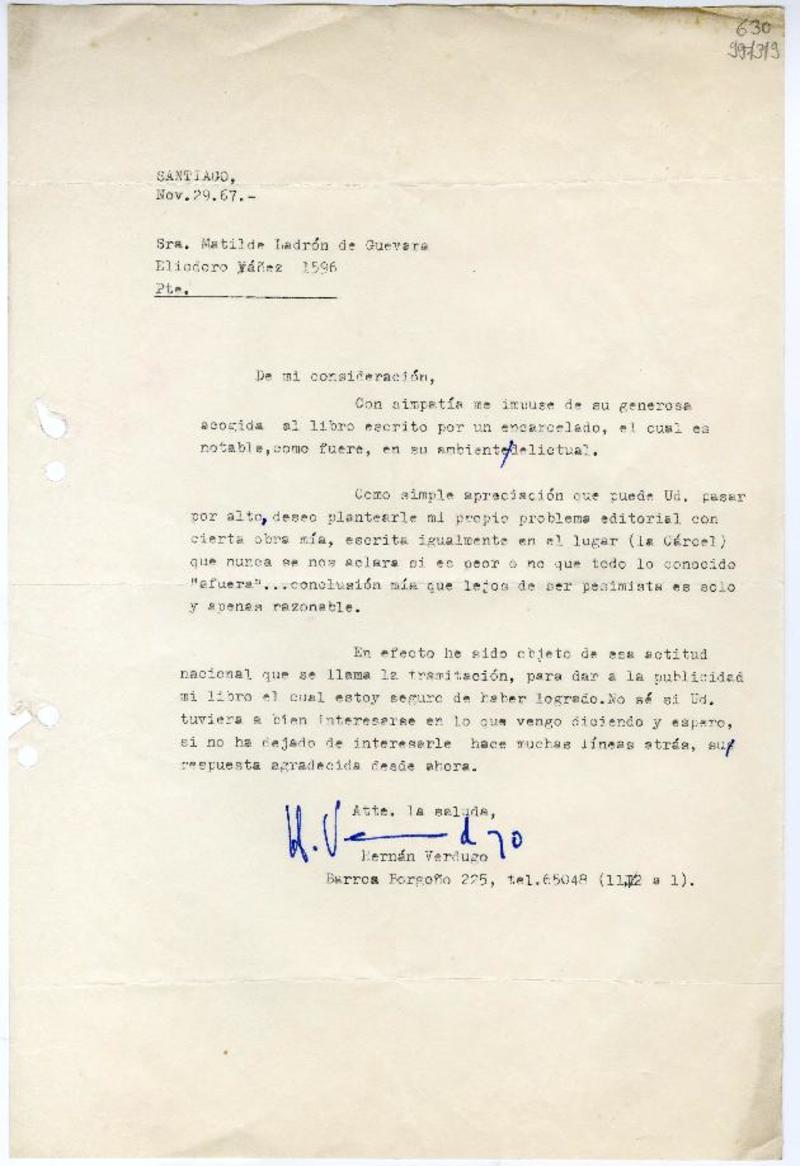 630
99/3/9
SANTIAGO,
Nov.29.67.-
Sra. Matilde Ladrón de Guevara
Eliodoro Yáñez 1596
Pte.
De mi consideración,
Con simpatía me impuse de su generosa
acogida al libro escrito por un encarcelado, el cual es
notable,como fuere, en su ambiente/delictual.
Como simple apreciación que puede Ud. pasar
por alto, deseo plantearle mi propio problema editorial con
cierta obra mía, escrita igualmente en el lugar (la Cárcel)
que nunca se nos aclara si es peor o no que todo lo conocido
"afuera"...conclusión mía que lejos de ser pesimista es solo
y apenas razonable.
En efecto he sido objeto de esa actitud
nacional que se llama la tramitación, para dar a la publicidad
mi libro el cual estoy seguro de haber logrado.No sé si Ud.
tuviera a bien interesarse en lo que vengo diciendo y espero,
si no ha dejado de interesarle hace muchas líneas atrás, su
respuesta agradecida desde ahora.
Atte. la saluda,
H. Verdugo
Hernán Verdugo
Barros Borgoño 225, tel.65048 (11 a 1).